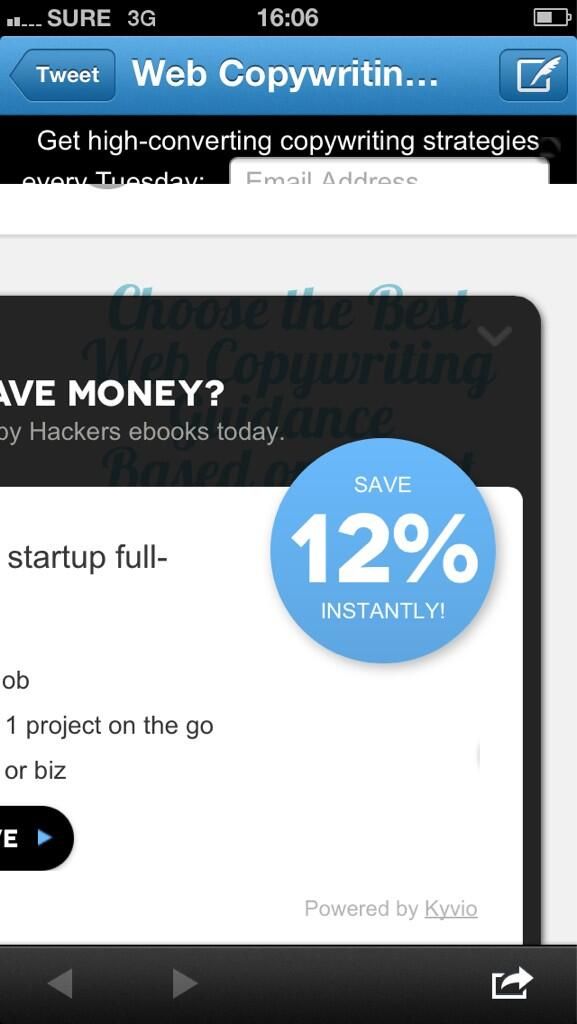 SURE 3G 16:06
Tweet Web Copywritin...
Get high-converting copywriting strategies
every Tuesday: Email Address
Choose the Best
Web Copywriting
AVE MONEY?
Guidance
by Hackers ebooks today.
Based on
SAVE
12%
startup full-
INSTANTLY!
ob
1 project on the go
or biz
VE
Powered by Kyvio